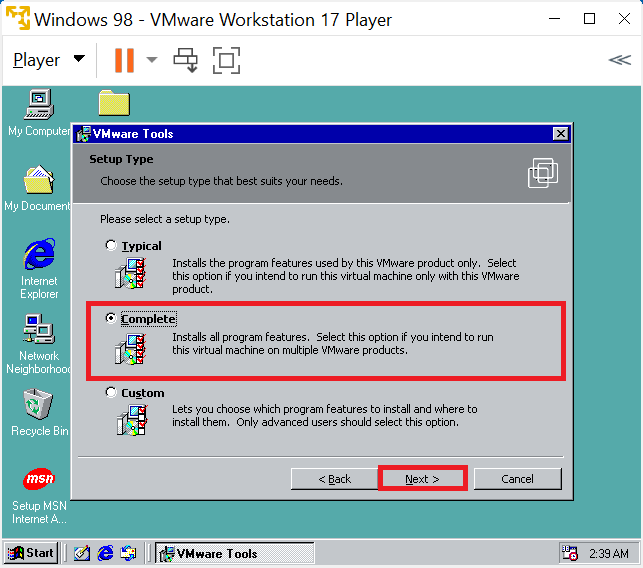 Windows 98 - VMware Workstation 17 Player
Player
My Computer
My Document
Internet
Explorer
Network
Neighborhood
Recycle Bin
msn
Setup MSN
Internet A...
VMware Tools
Setup Type
Choose the setup type that best suits your needs.
Please select a setup type.
Typical
Installs the program features used by this VMware product only. Select
this option if you intend to run this virtual machine only with this VMware
product.
Complete
Installs all program features. Select this option if you intend to run
this virtual machine on multiple VMware products.
Custom
Lets you choose which program features to install and where to
install them. Only advanced users should select this option.
< Back
Next >
Cancel
Start
VMware Tools
2:39 AM